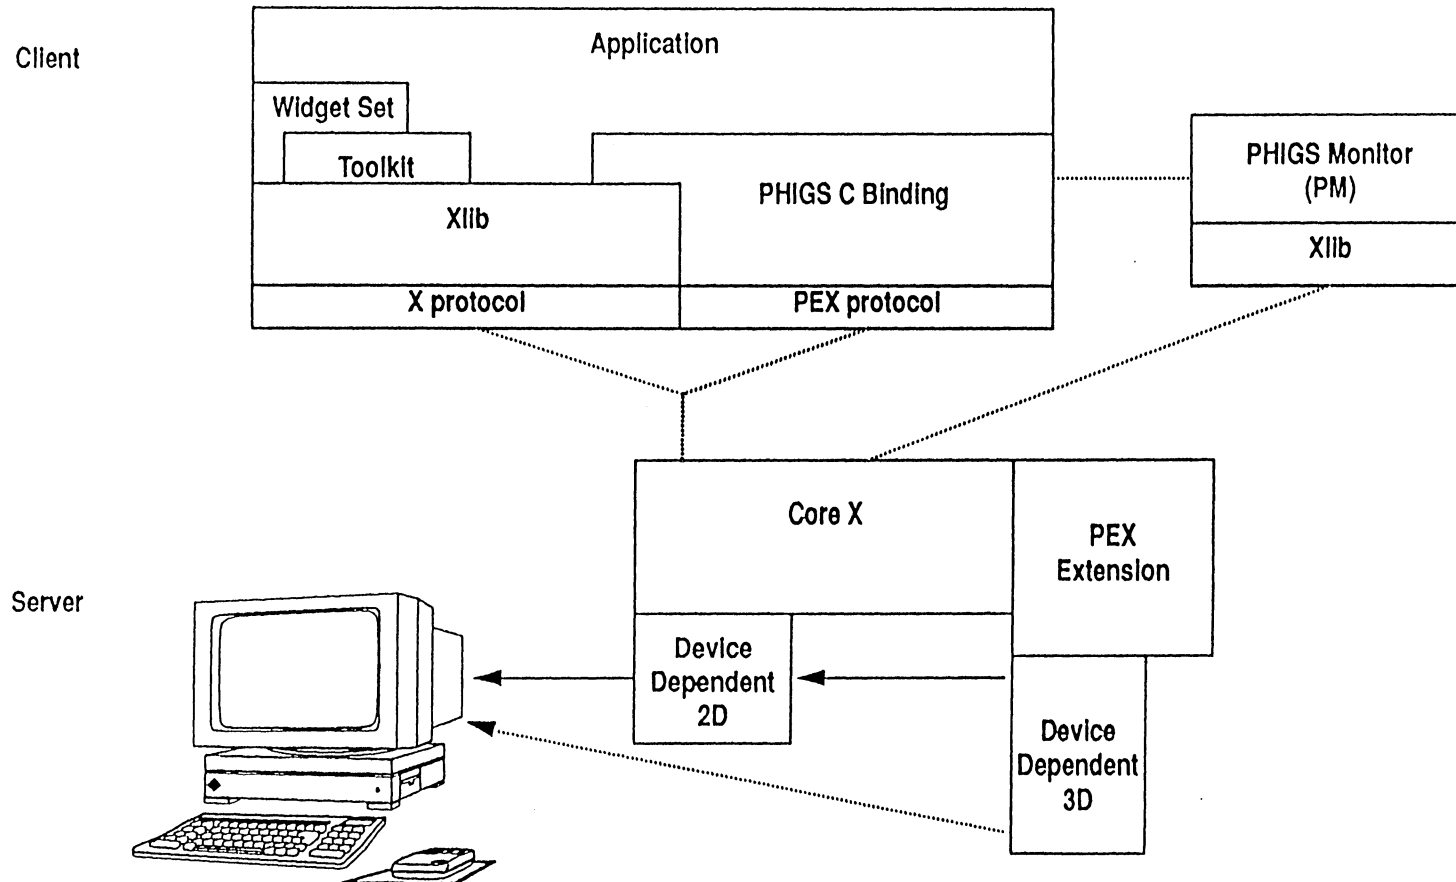 Client
Application
Widget Set
Toolkit
Xlib
PHIGS C Binding
X protocol
PEX protocol
PHIGS Monitor
(PM)
Xlib
Server
Core X
PEX
Extension
Device
Dependent
2D
Device
Dependent
3D